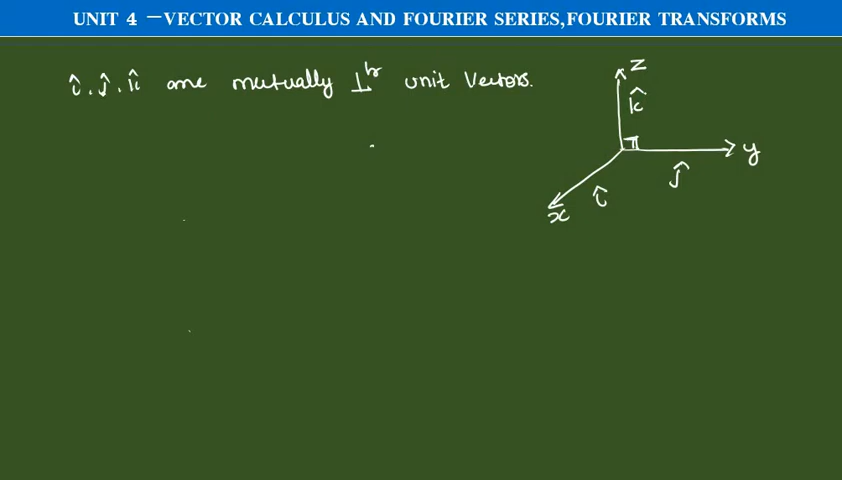 UNIT 4 —VECTOR CALCULUS AND FOURIER SERIES,FOURIER TRANSFORMS
î, ĵ, k̂ are mutually ⊥ʳ unit vectors.
z
k̂
y
ĵ
î
x